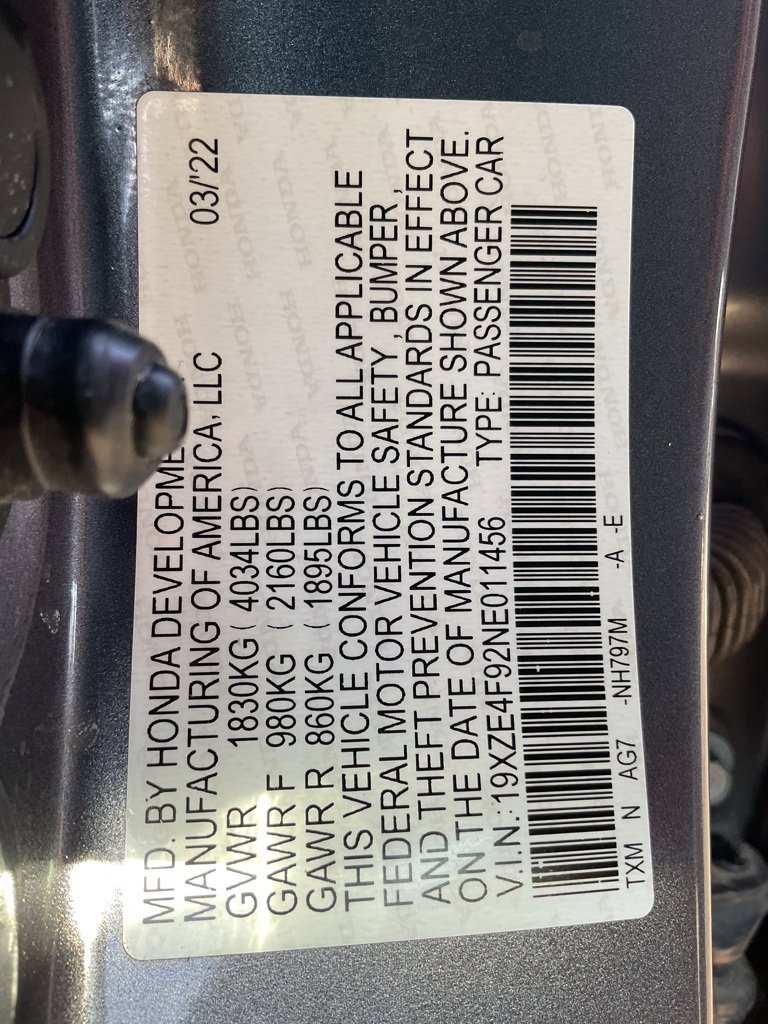 MFD. BY HONDA DEVELOPME
MANUFACTURING OF AMERICA, LLC 03/'22
GVWR 1830KG ( 4034LBS)
GAWR F 980KG ( 2160LBS)
GAWR R 860KG ( 1895LBS)
THIS VEHICLE CONFORMS TO ALL APPLICABLE
FEDERAL MOTOR VEHICLE SAFETY , BUMPER ,
AND THEFT PREVENTION STANDARDS IN EFFECT
ON THE DATE OF MANUFACTURE SHOWN ABOVE.
V.I.N.: 19XZE4F92NE011456 TYPE: PASSENGER CAR
TXM N AG7 -NH797M -A -E